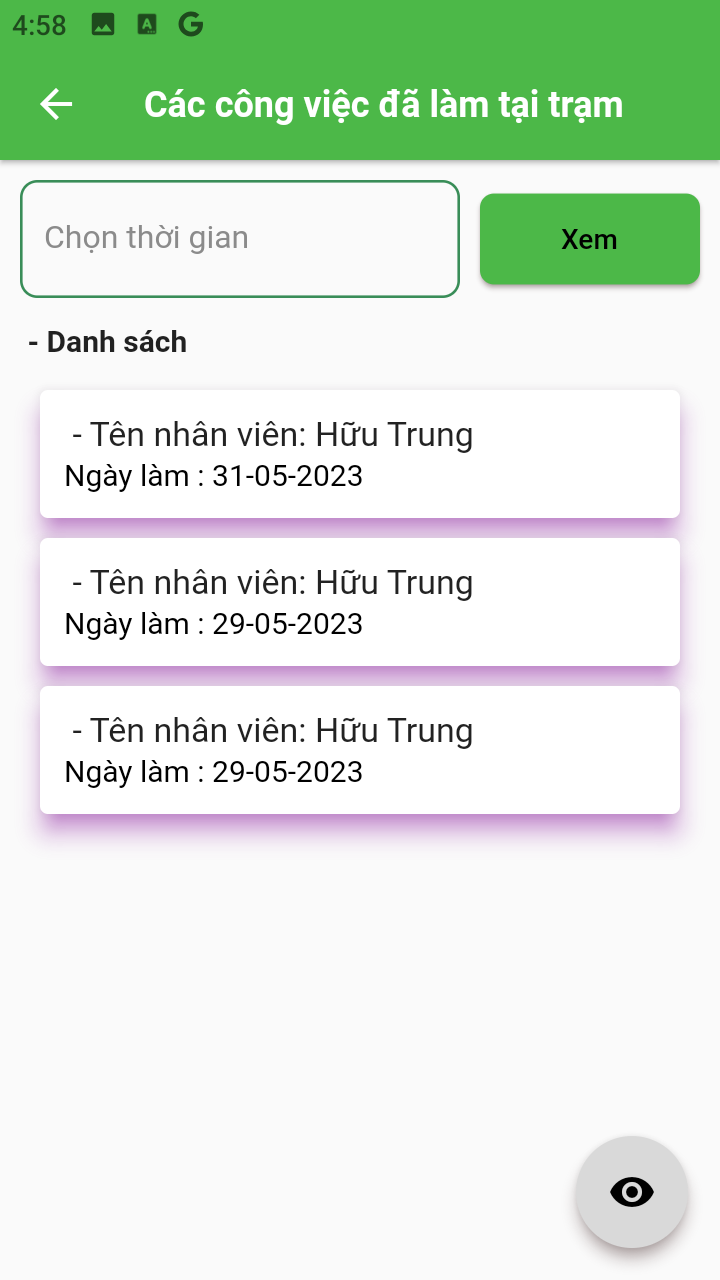 4:58
Các công việc đã làm tại trạm
Chọn thời gian
Xem
- Danh sách
- Tên nhân viên: Hữu Trung
Ngày làm : 31-05-2023
- Tên nhân viên: Hữu Trung
Ngày làm : 29-05-2023
- Tên nhân viên: Hữu Trung
Ngày làm : 29-05-2023